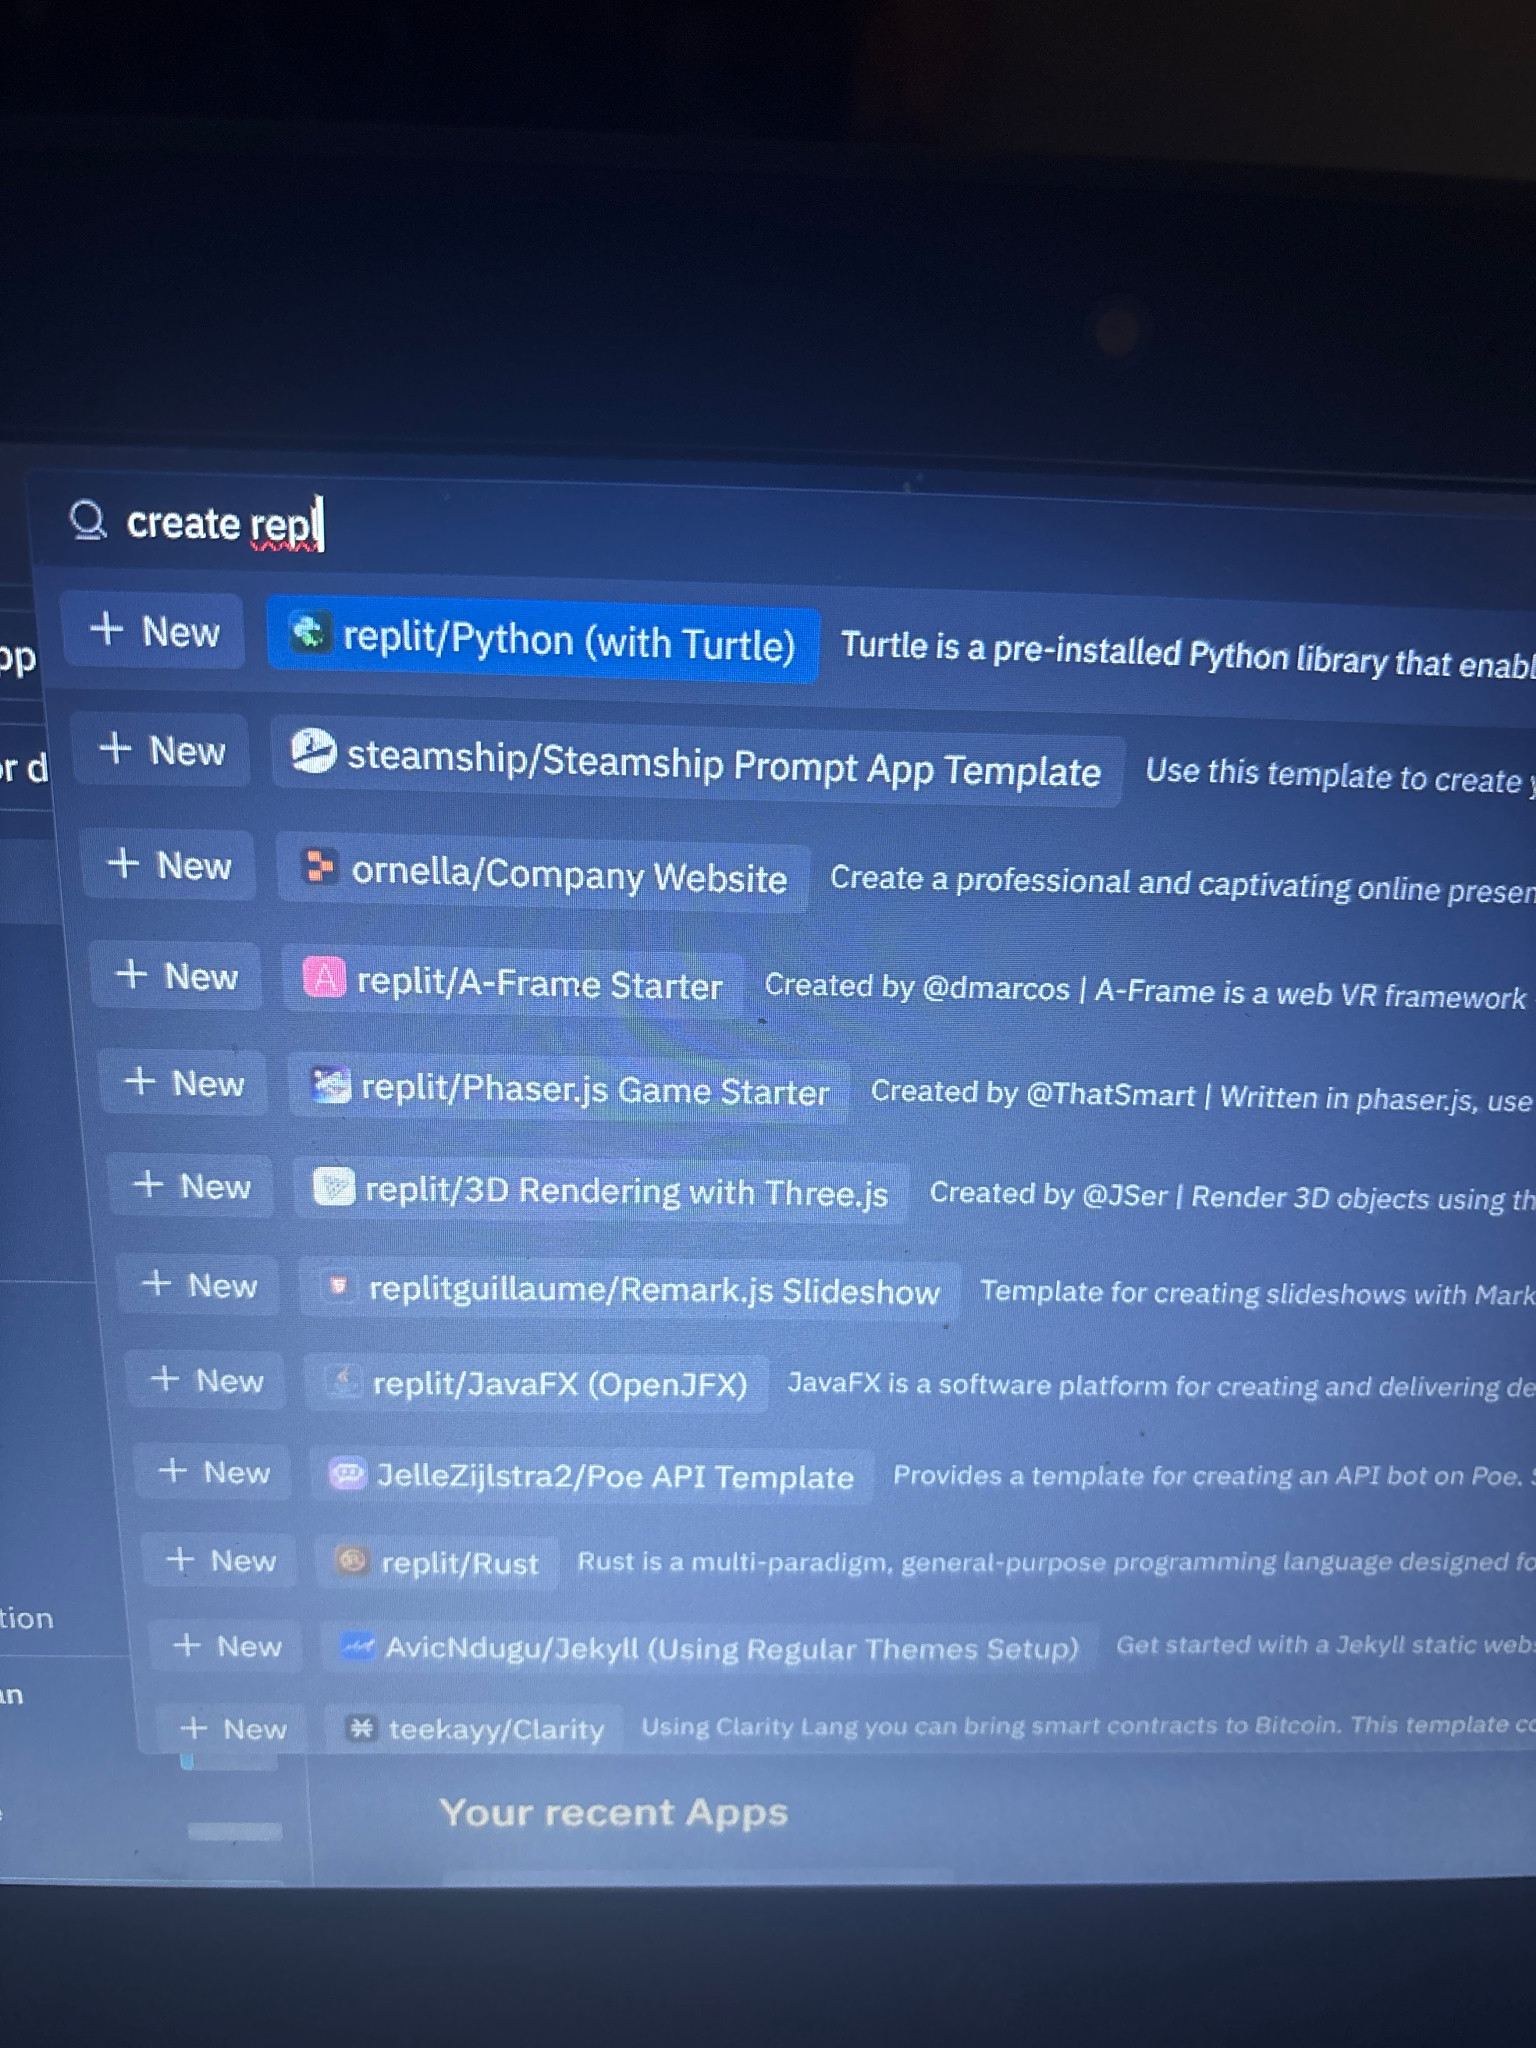 create repl
+ New replit/Python (with Turtle) Turtle is a pre-installed Python library that enabl
pp
+ New steamship/Steamship Prompt App Template Use this template to create y
or d
+ New ornella/Company Website Create a professional and captivating online presen
+ New replit/A-Frame Starter Created by @dmarcos | A-Frame is a web VR framework
+ New replit/Phaser.js Game Starter Created by @ThatSmart | Written in phaser.js, use
+ New replit/3D Rendering with Three.js Created by @JSer | Render 3D objects using th
+ New replitguillaume/Remark.js Slideshow Template for creating slideshows with Mark
+ New replit/JavaFX (OpenJFX) JavaFX is a software platform for creating and delivering de
+ New JelleZijlstra2/Poe API Template Provides a template for creating an API bot on Poe. S
+ New replit/Rust Rust is a multi-paradigm, general-purpose programming language designed fo
tion
+ New AvicNdugu/Jekyll (Using Regular Themes Setup) Get started with a Jekyll static webs
an
+ New teekayy/Clarity Using Clarity Lang you can bring smart contracts to Bitcoin. This template co
Your recent Apps